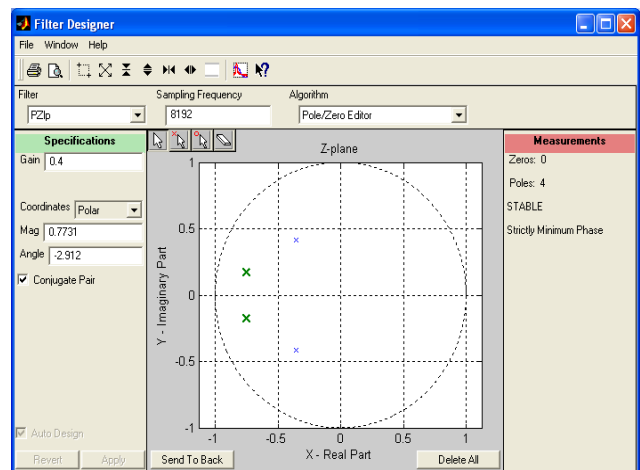 Filter Designer
File Window Help
Filter
Sampling Frequency
Algorithm
PZlp
8192
Pole/Zero Editor
Specifications
Gain 0.4
Coordinates Polar
Mag 0.7731
Angle -2.912
Conjugate Pair
Auto Design
Revert Apply
Z-plane
1
0.5
0
-0.5
-1
Y - Imaginary Part
-1 -0.5 0 0.5 1
X - Real Part
Send To Back
Delete All
Measurements
Zeros: 0
Poles: 4
STABLE
Strictly Minimum Phase